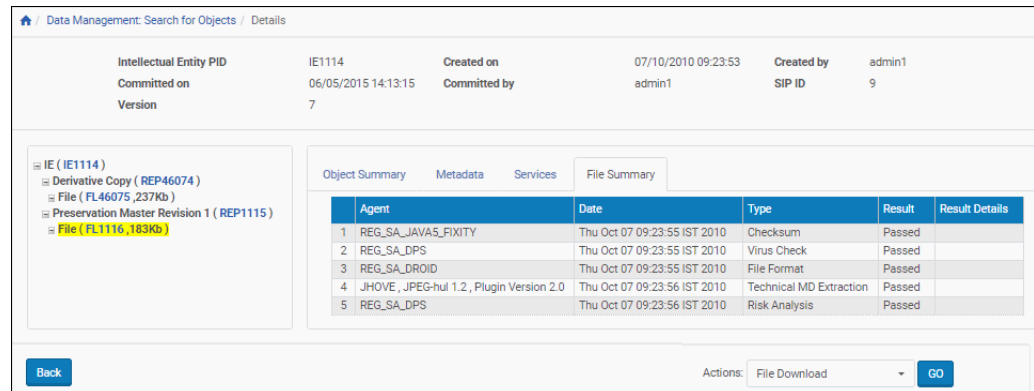 / Data Management: Search for Objects / Details
Intellectual Entity PID IE1114 Created on 07/10/2010 09:23:53 Created by admin1
Committed on 06/05/2015 14:13:15 Committed by admin1 SIP ID 9
Version 7
IE ( IE1114 )
Derivative Copy ( REP46074 )
File ( FL46075 ,237Kb )
Preservation Master Revision 1 ( REP1115 )
File ( FL1116 ,183Kb )
Object Summary Metadata Services File Summary
Agent Date Type Result Result Details
1 REG_SA_JAVA5_FIXITY Thu Oct 07 09:23:55 IST 2010 Checksum Passed
2 REG_SA_DPS Thu Oct 07 09:23:55 IST 2010 Virus Check Passed
3 REG_SA_DROID Thu Oct 07 09:23:55 IST 2010 File Format Passed
4 JHOVE , JPEG-hul 1.2 , Plugin Version 2.0 Thu Oct 07 09:23:56 IST 2010 Technical MD Extraction Passed
5 REG_SA_DPS Thu Oct 07 09:23:56 IST 2010 Risk Analysis Passed
Back Actions: File Download GO